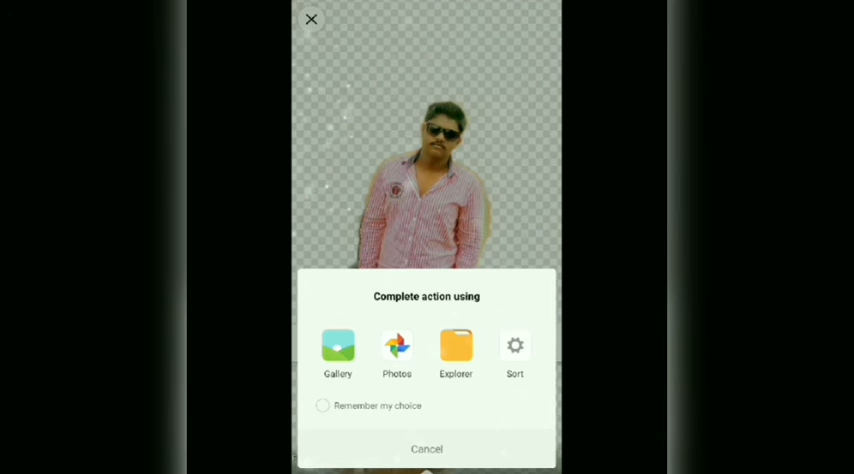 Complete action using
Gallery Photos Explorer Sort
Remember my choice
Cancel